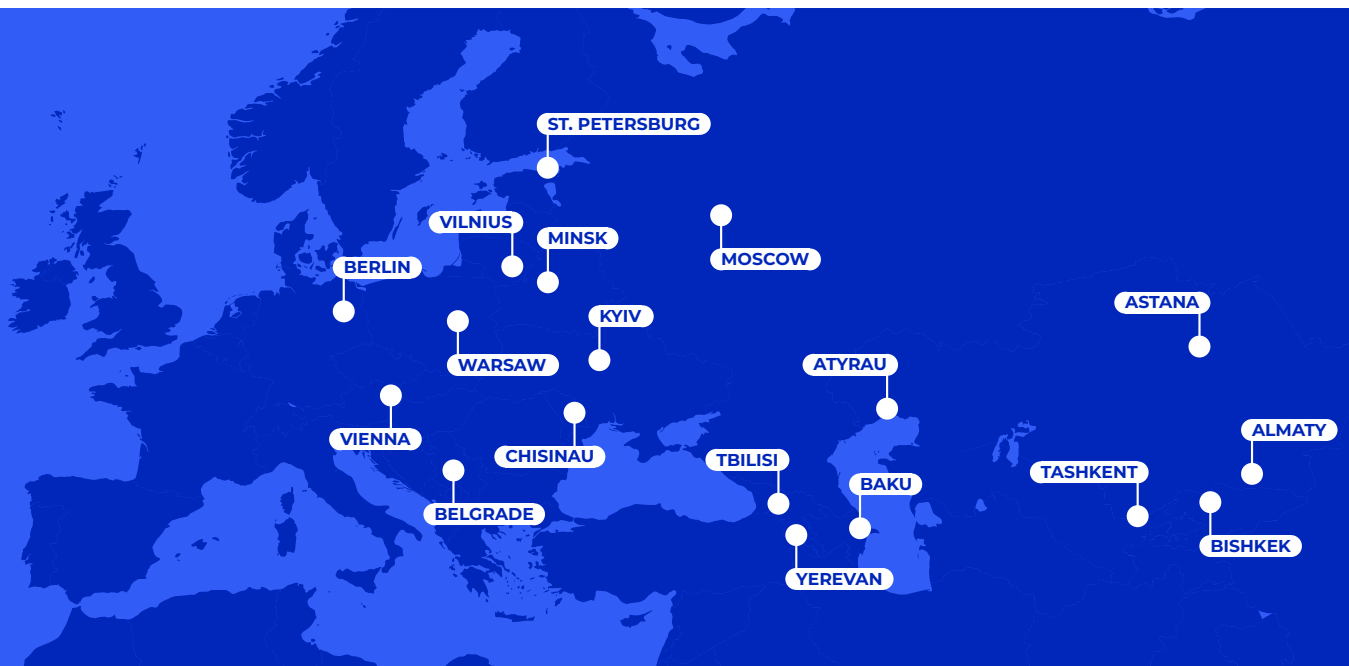 ST. PETERSBURG
VILNIUS
MINSK
MOSCOW
BERLIN
ASTANA
KYIV
WARSAW
ATYRAU
VIENNA
ALMATY
CHISINAU
TBILISI
TASHKENT
BAKU
BELGRADE
BISHKEK
YEREVAN